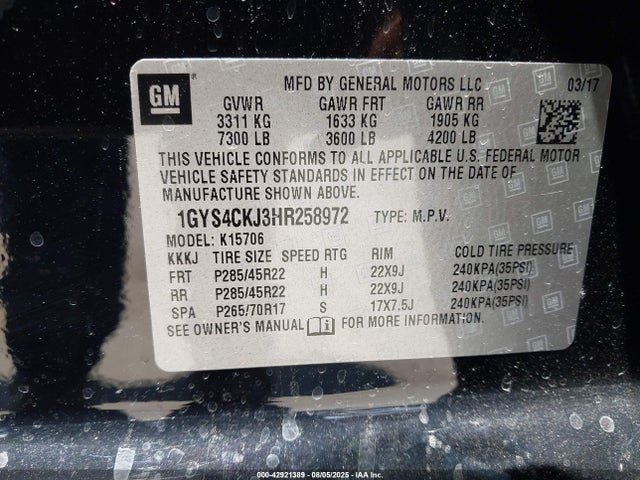 GM ®
MFD BY GENERAL MOTORS LLC 03/17
GVWR GAWR FRT GAWR RR
3311 KG 1633 KG 1905 KG
7300 LB 3600 LB 4200 LB
THIS VEHICLE CONFORMS TO ALL APPLICABLE U.S. FEDERAL MOTOR
VEHICLE SAFETY STANDARDS IN EFFECT ON THE DATE OF
MANUFACTURE SHOWN ABOVE.
1GYS4CKJ3HR258972 TYPE: M.P.V.
MODEL: K15706
KKKJ TIRE SIZE SPEED RTG RIM COLD TIRE PRESSURE
FRT P285/45R22 H 22X9J 240KPA(35PSI)
RR P285/45R22 H 22X9J 240KPA(35PSI)
SPA P265/70R17 S 17X7.5J 240KPA(35PSI)
SEE OWNER'S MANUAL FOR MORE INFORMATION.
000-42921389 - 08/05/2025 - IAA Inc.